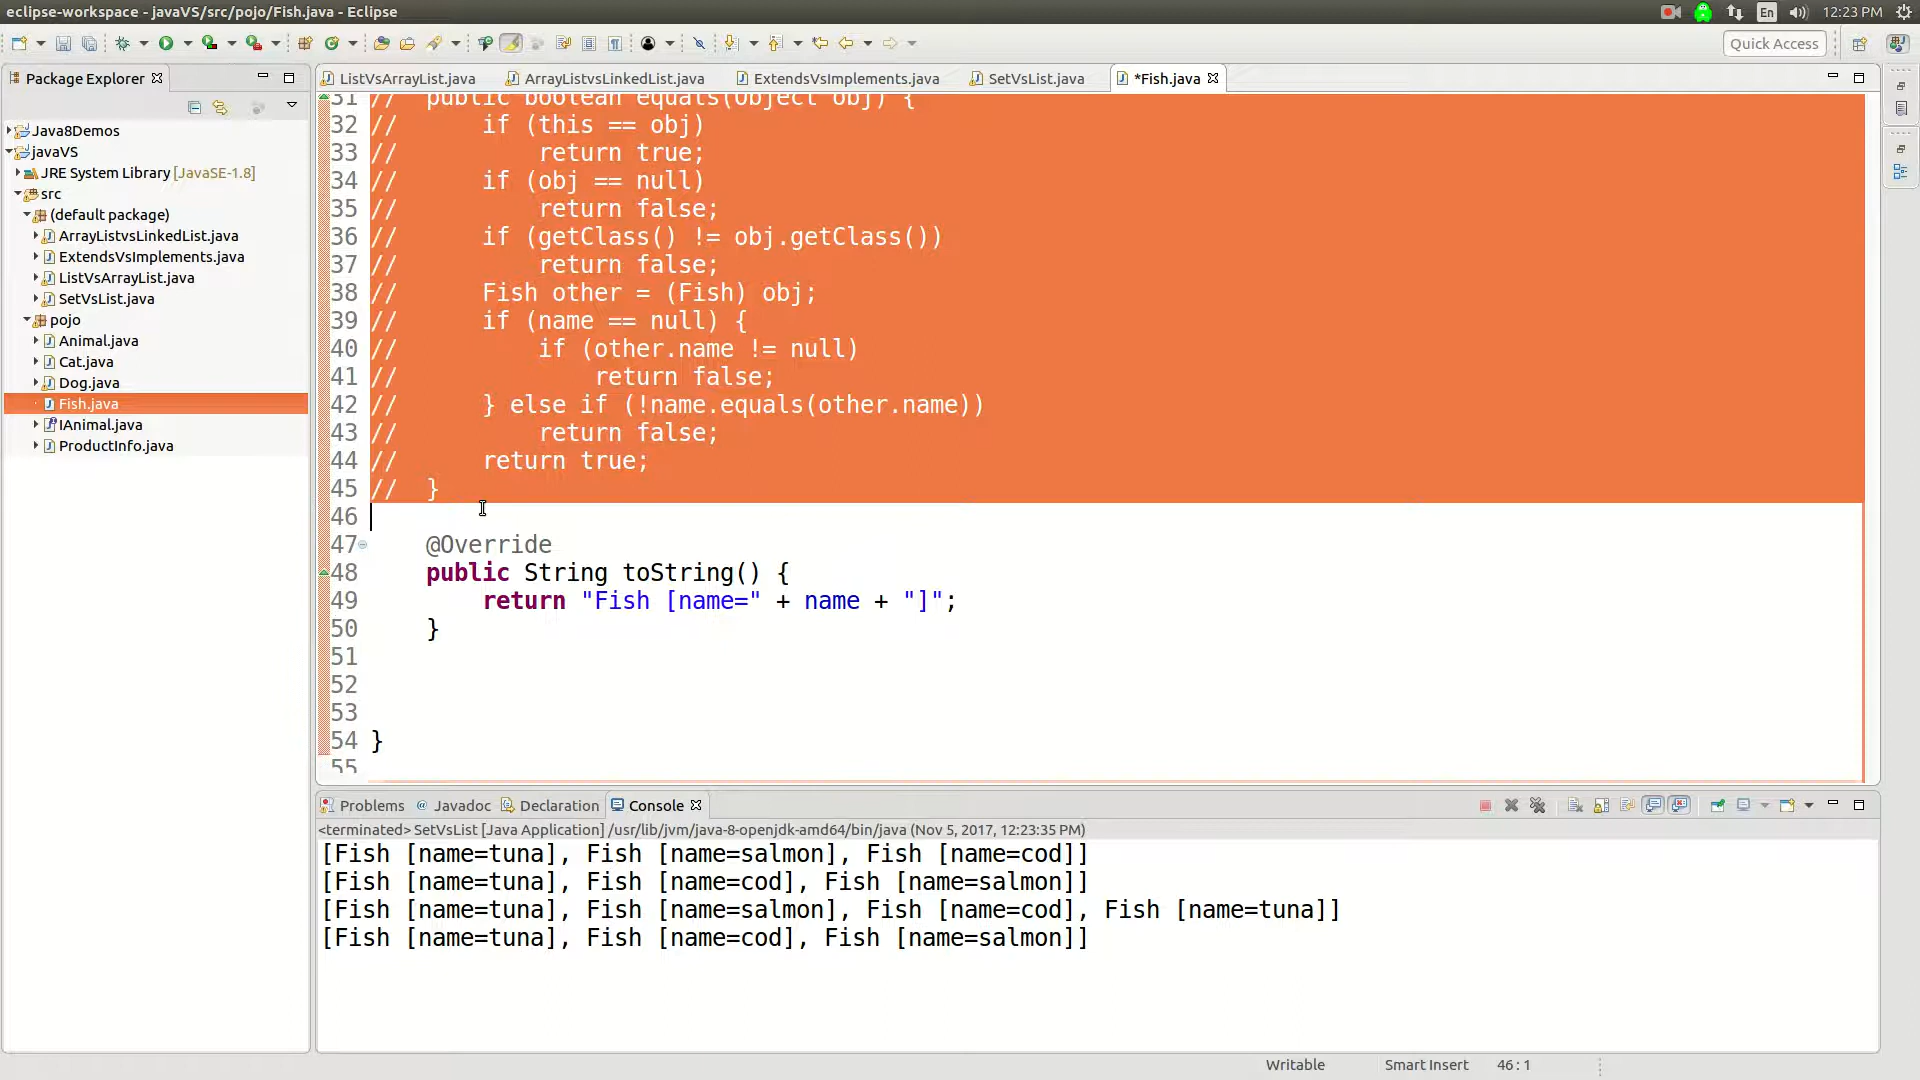 eclipse-workspace - javaVS/src/pojo/Fish.java - Eclipse
En 12:23 PM
Quick Access
Package Explorer
ListVsArrayList.java ArrayListvsLinkedList.java ExtendsVsImplements.java SetVsList.java *Fish.java
Java8Demos
javaVS
JRE System Library [JavaSE-1.8]
src
(default package)
ArrayListvsLinkedList.java
ExtendsVsImplements.java
ListVsArrayList.java
SetVsList.java
pojo
Animal.java
Cat.java
Dog.java
Fish.java
IAnimal.java
ProductInfo.java
31 // public boolean equals(Object obj) {
32 // if (this == obj)
33 // return true;
34 // if (obj == null)
35 // return false;
36 // if (getClass() != obj.getClass())
37 // return false;
38 // Fish other = (Fish) obj;
39 // if (name == null) {
40 // if (other.name != null)
41 // return false;
42 // } else if (!name.equals(other.name))
43 // return false;
44 // return true;
45 // }
46
47 @Override
48 public String toString() {
49 return "Fish [name=" + name + "]";
50 }
51
52
53
54 }
55
Problems @ Javadoc Declaration Console
<terminated> SetVsList [Java Application] /usr/lib/jvm/java-8-openjdk-amd64/bin/java (Nov 5, 2017, 12:23:35 PM)
[Fish [name=tuna], Fish [name=salmon], Fish [name=cod]]
[Fish [name=tuna], Fish [name=cod], Fish [name=salmon]]
[Fish [name=tuna], Fish [name=salmon], Fish [name=cod], Fish [name=tuna]]
[Fish [name=tuna], Fish [name=cod], Fish [name=salmon]]
Writable Smart Insert 46 : 1